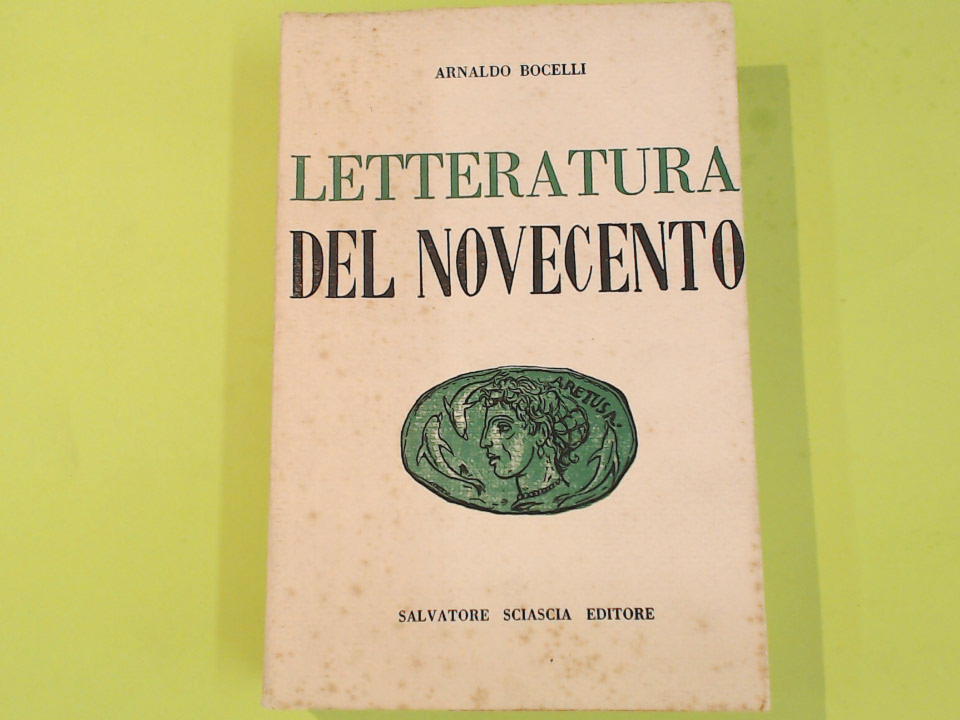 ARNALDO BOCELLI
LETTERATURA
DEL NOVECENTO
ARETUSA
SALVATORE SCIASCIA EDITORE